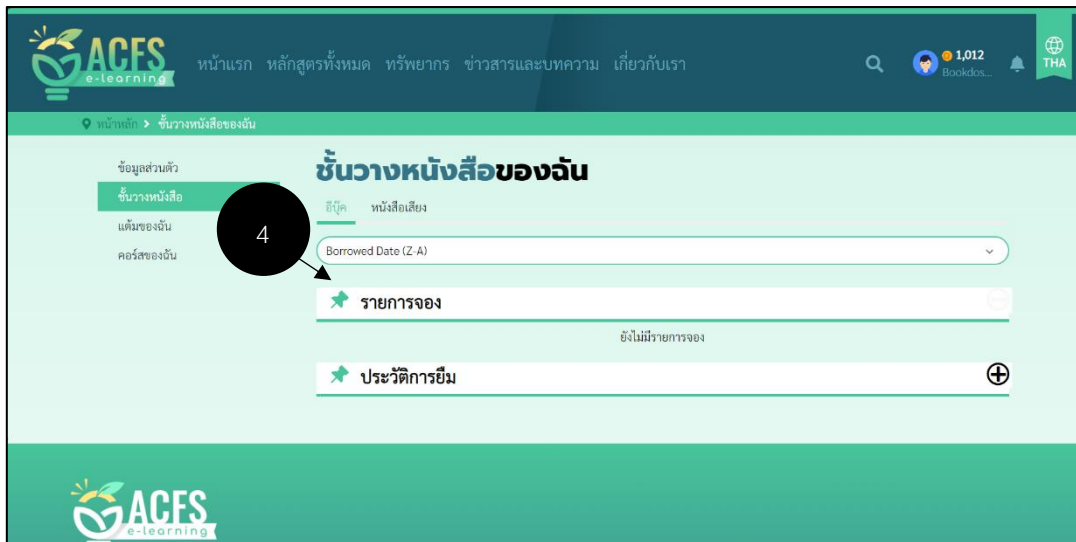 ACFS
e-learning
หน้าแรก หลักสูตรทั้งหมด ทรัพยากร ข่าวสารและบทความ เกี่ยวกับเรา
1,012
Bookdos...
THA
หน้าหลัก > ชั้นวางหนังสือของฉัน
ข้อมูลส่วนตัว
ชั้นวางหนังสือ
แต้มของฉัน
คอร์สของฉัน
ชั้นวางหนังสือของฉัน
อีบุ๊ค หนังสือเสียง
4
Borrowed Date (Z-A)
รายการจอง
ยังไม่มีรายการจอง
ประวัติการยืม
ACFS
e-learning